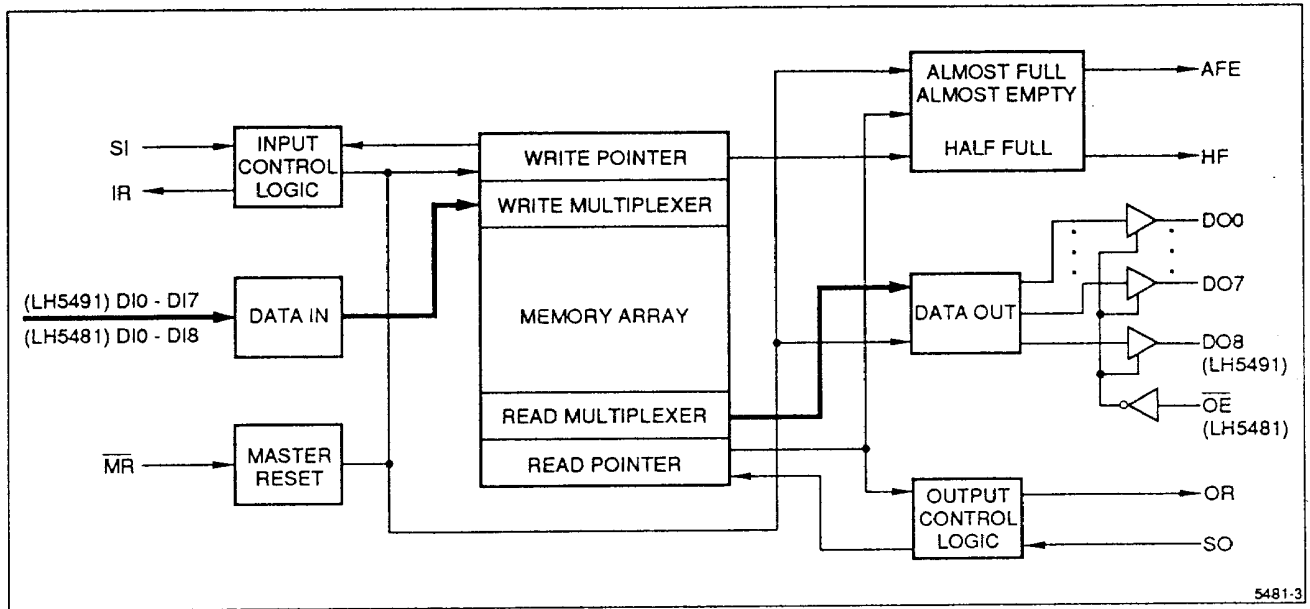 SI
IR
INPUT
CONTROL
LOGIC
(LH5491) DI0 - DI7
(LH5481) DI0 - DI8
DATA IN
MR
MASTER
RESET
WRITE POINTER
WRITE MULTIPLEXER
MEMORY ARRAY
READ MULTIPLEXER
READ POINTER
ALMOST FULL
ALMOST EMPTY
HALF FULL
AFE
HF
DATA OUT
DO0
DO7
DO8
(LH5491)
OE
(LH5481)
OUTPUT
CONTROL
LOGIC
OR
SO
5481-3